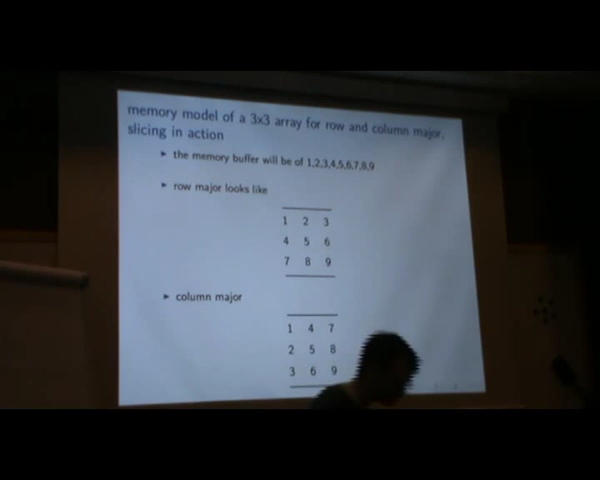 memory model of a 3x3 array for row and column major,
slicing in action
▸ the memory buffer will be of 1,2,3,4,5,6,7,8,9
▸ row major looks like
1 2 3
4 5 6
7 8 9
▸ column major
1 4 7
2 5 8
3 6 9